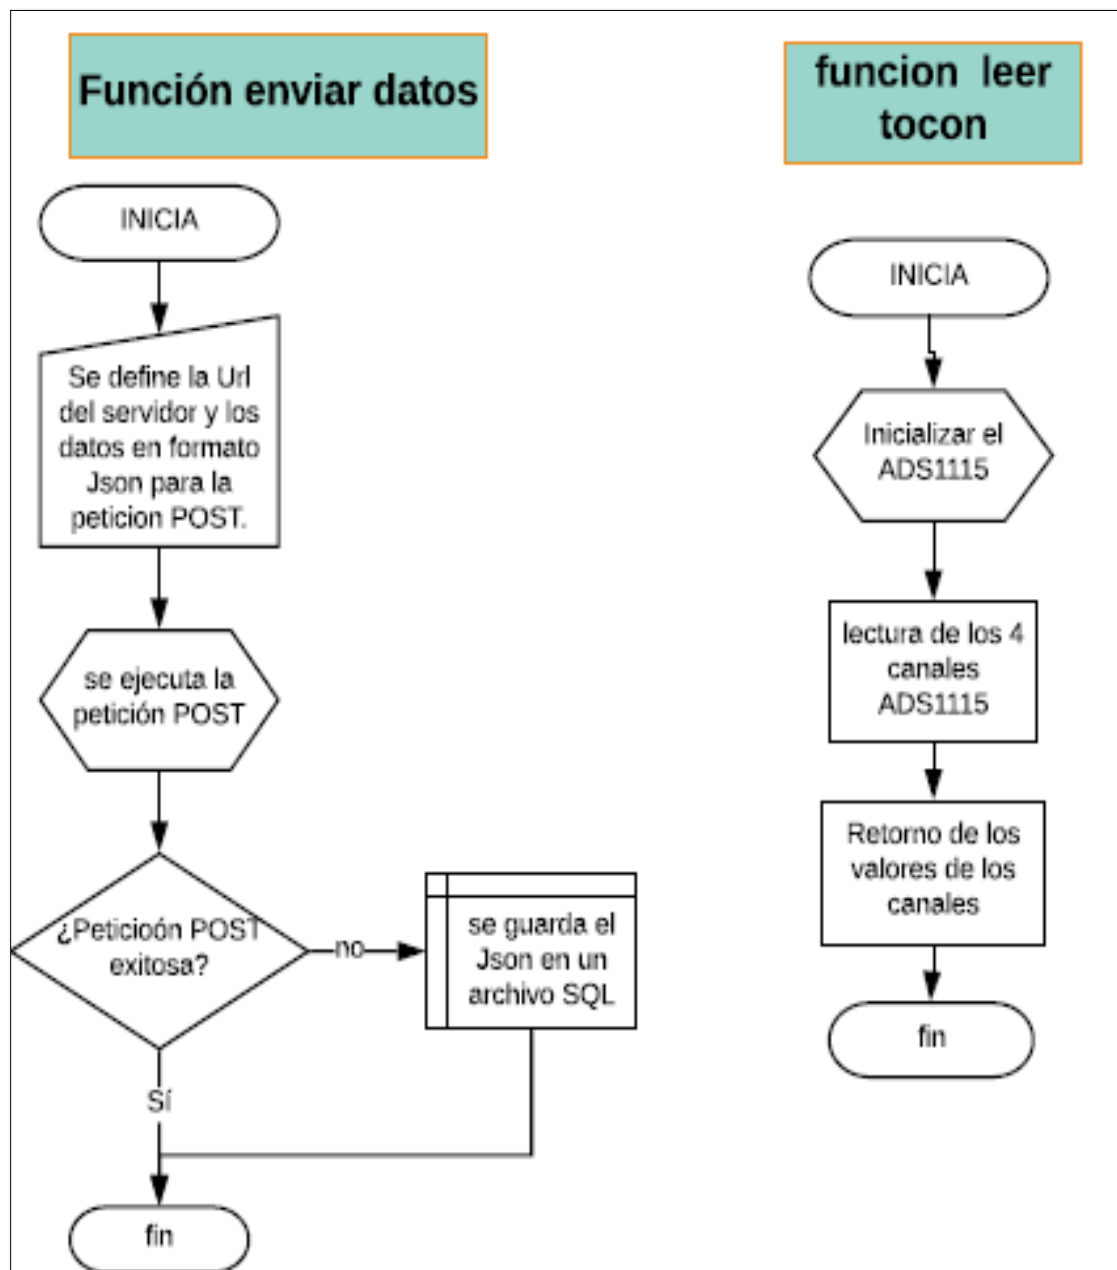 Función enviar datos
INICIA
Se define la Url
del servidor y los
datos en formato
Json para la
peticion POST.
se ejecuta la
petición POST
¿Peticioón POST
exitosa?
no
se guarda el
Json en un
archivo SQL
Sí
fin
funcion leer
tocon
INICIA
Inicializar el
ADS1115
lectura de los 4
canales
ADS1115
Retorno de los
valores de los
canales
fin